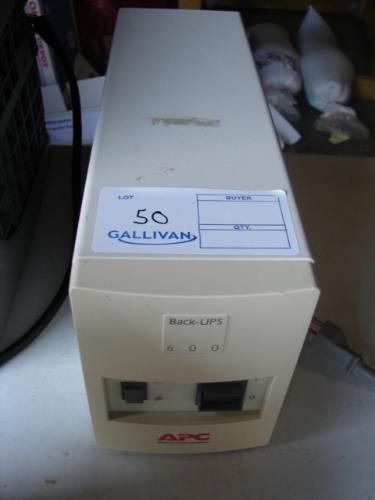 LOT
BUYER
50
GALLIVAN
QTY.
Back-UPS
600
APC